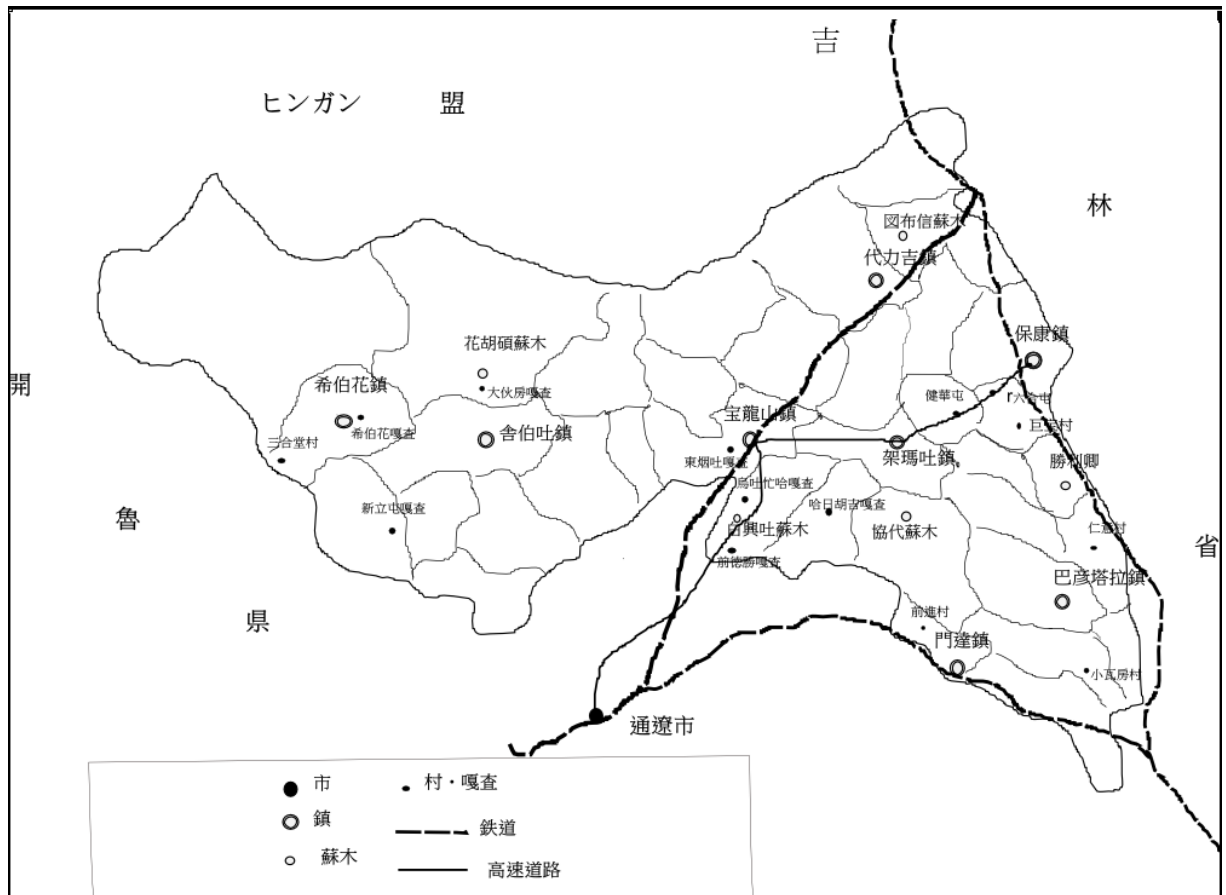 吉
ヒンガン 盟
林
図布信蘇木
代力吉鎮
保康鎮
花胡碩蘇木
開
希伯花鎮
大伙房嘎査
健華屯
宝龍山鎮
希伯花嘎査
舎伯吐鎮
三合堂村
架瑪吐鎮
東烟吐嘎査
烏吐忙哈嘎査
新立屯嘎査
哈日胡吉嘎査
魯
協代蘇木
省
前徳勝嘎査
巴彦塔拉鎮
県
前進村
門達鎮
小瓦房村
通遼市
市
村・嘎査
鎮
鉄道
蘇木
高速道路